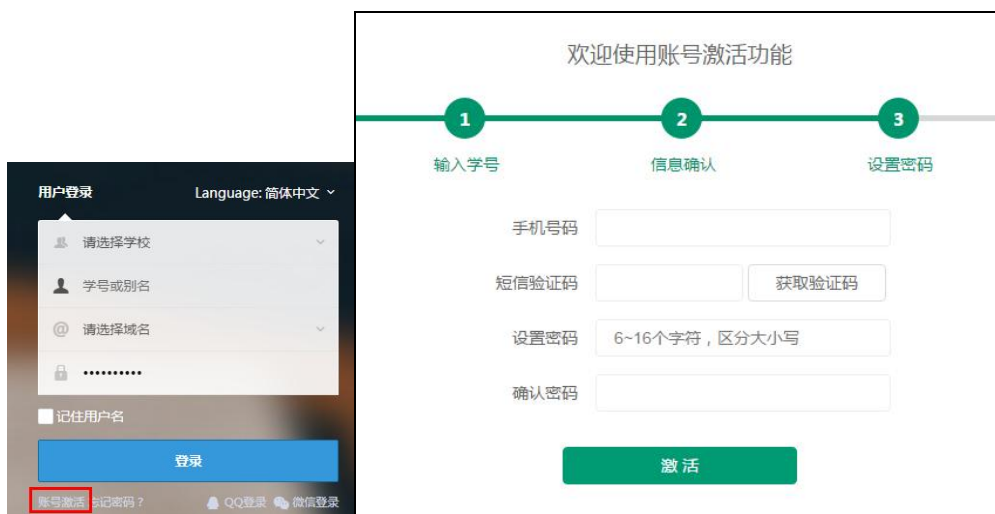 用户登录
Language: 简体中文
请选择学校
学号或别名
@ 请选择域名
••••••••••
记住用户名
登录
账号激活 忘记密码？ QQ登录 微信登录
欢迎使用账号激活功能
1 2 3
输入学号 信息确认 设置密码
手机号码
短信验证码 获取验证码
设置密码 6~16个字符，区分大小写
确认密码
激活